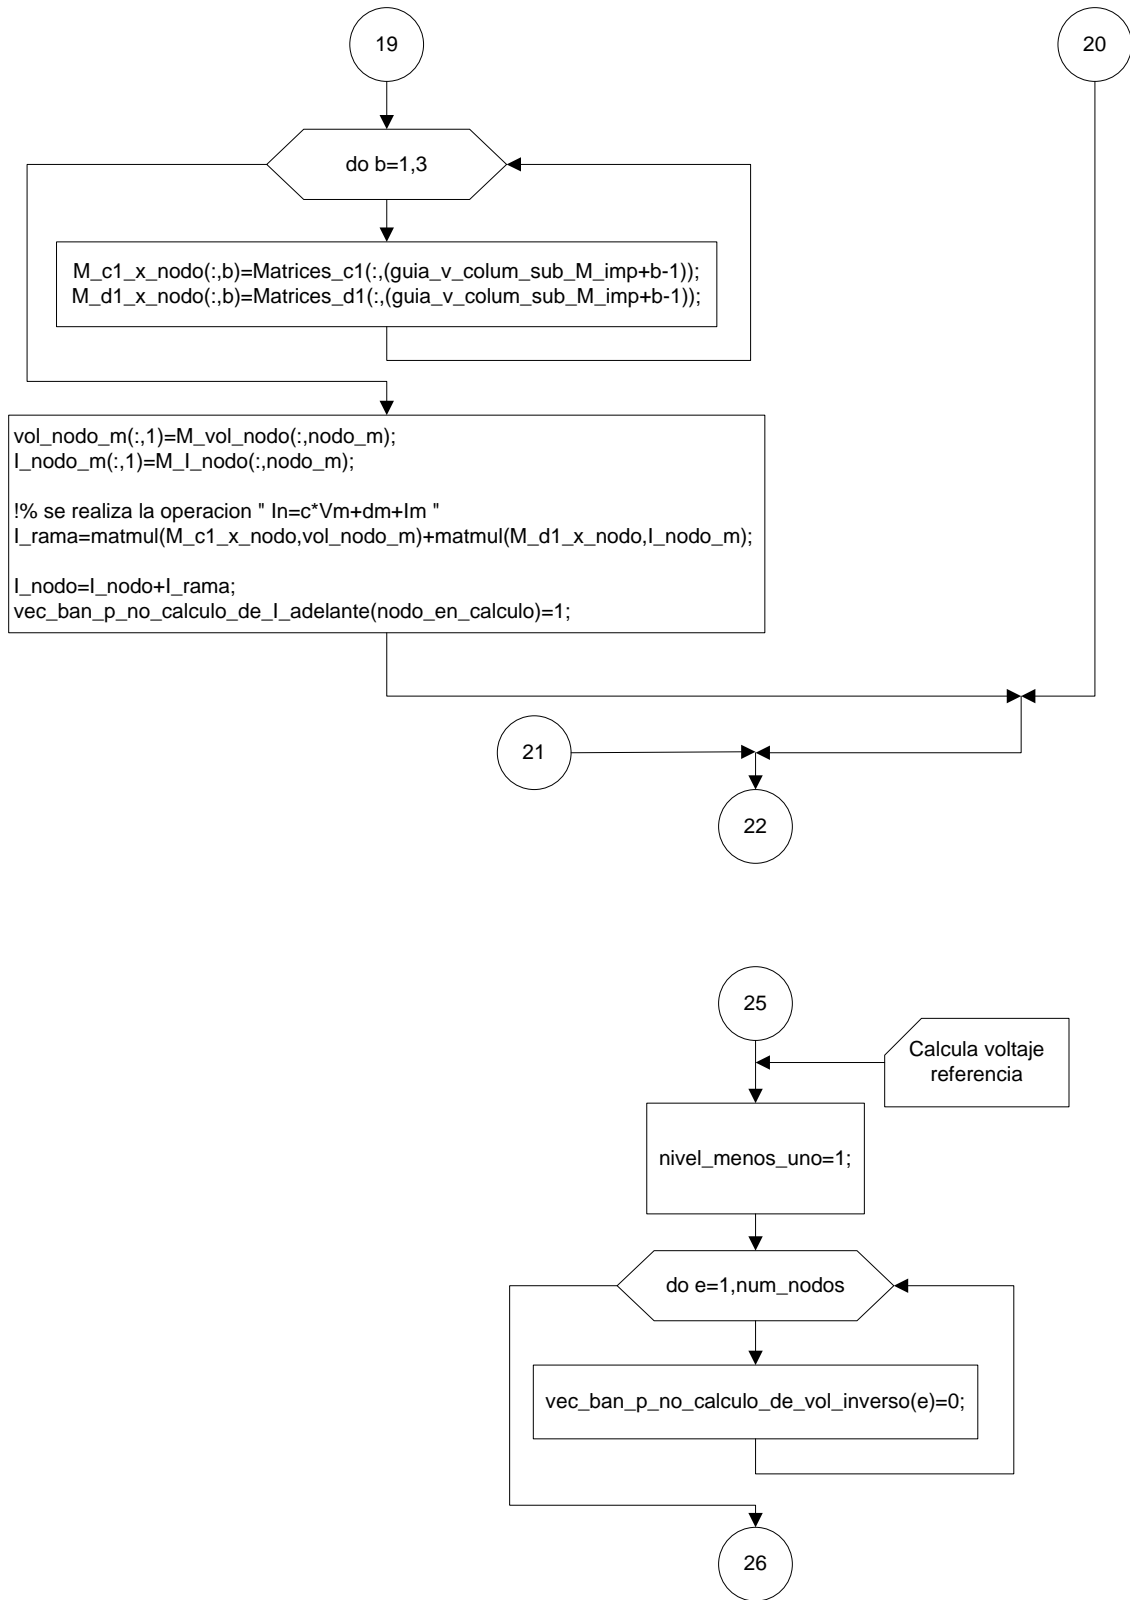 19
20
do b=1,3
M_c1_x_nodo(:,b)=Matrices_c1(:,(guia_v_colum_sub_M_imp+b-1));
M_d1_x_nodo(:,b)=Matrices_d1(:,(guia_v_colum_sub_M_imp+b-1));
vol_nodo_m(:,1)=M_vol_nodo(:,nodo_m);
I_nodo_m(:,1)=M_I_nodo(:,nodo_m);
!% se realiza la operacion " In=c*Vm+dm+Im "
I_rama=matmul(M_c1_x_nodo,vol_nodo_m)+matmul(M_d1_x_nodo,I_nodo_m);
I_nodo=I_nodo+I_rama;
vec_ban_p_no_calculo_de_I_adelante(nodo_en_calculo)=1;
21
22
25
Calcula voltaje
referencia
nivel_menos_uno=1;
do e=1,num_nodos
vec_ban_p_no_calculo_de_vol_inverso(e)=0;
26